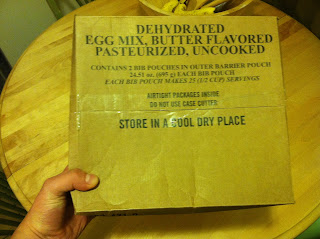 DEHYDRATED
EGG MIX, BUTTER FLAVORED
PASTEURIZED, UNCOOKED
CONTAINS 2 BIB POUCHES IN OUTER BARRIER POUCH
24.51 oz. (695 g) EACH BIB POUCH
EACH BIB POUCH MAKES 25 (1/2 CUP) SERVINGS
AIRTIGHT PACKAGES INSIDE
DO NOT USE CASE CUTTER
STORE IN A COOL DRY PLACE